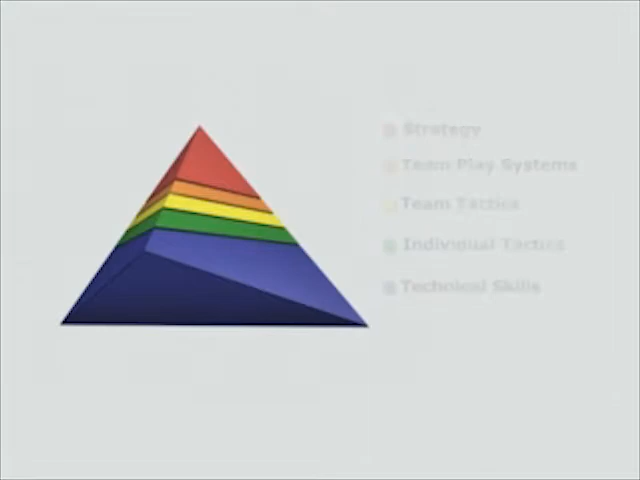 Strategy
Team Play Systems
Team Tactics
Individual Tactics
Technical Skills